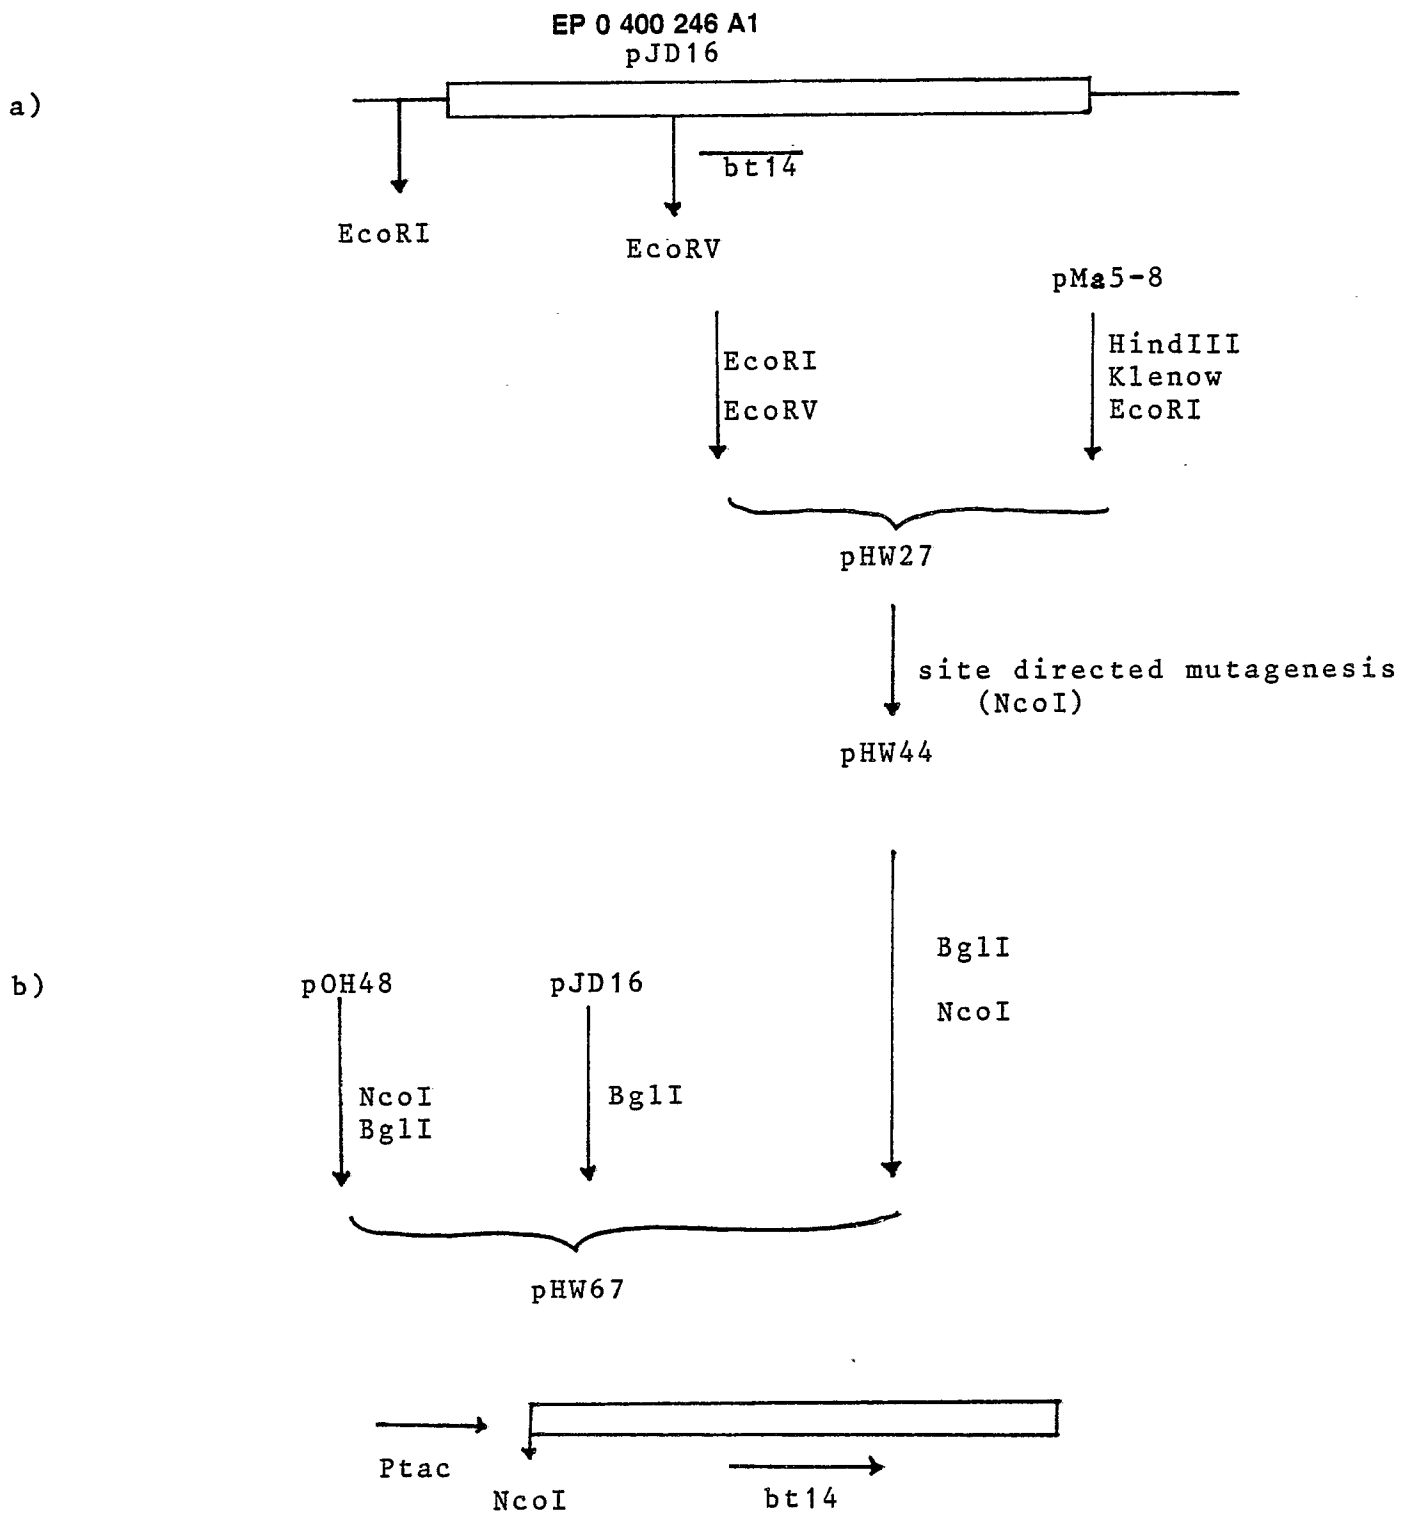 EP 0 400 246 A1
pJD16
a)
bt14
EcoRI
EcoRV
pMa5-8
EcoRI
EcoRV
HindIII
Klenow
EcoRI
pHW27
site directed mutagenesis
(NcoI)
pHW44
BglI
NcoI
b)
pOH48
pJD16
NcoI
BglI
BglI
pHW67
Ptac
NcoI
bt14